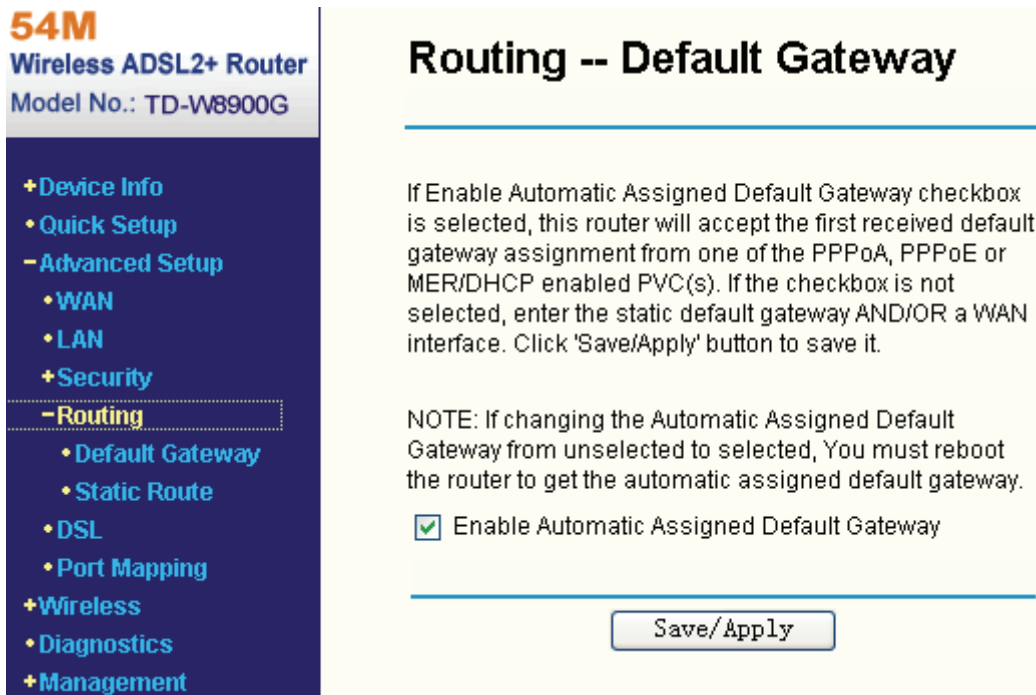 54M
Wireless ADSL2+ Router
Model No.: TD-W8900G
+Device Info
•Quick Setup
−Advanced Setup
•WAN
•LAN
+Security
−Routing
•Default Gateway
•Static Route
•DSL
•Port Mapping
+Wireless
•Diagnostics
+Management
Routing -- Default Gateway
If Enable Automatic Assigned Default Gateway checkbox
is selected, this router will accept the first received default
gateway assignment from one of the PPPoA, PPPoE or
MER/DHCP enabled PVC(s). If the checkbox is not
selected, enter the static default gateway AND/OR a WAN
interface. Click 'Save/Apply' button to save it.
NOTE: If changing the Automatic Assigned Default
Gateway from unselected to selected, You must reboot
the router to get the automatic assigned default gateway.
Enable Automatic Assigned Default Gateway
Save/Apply